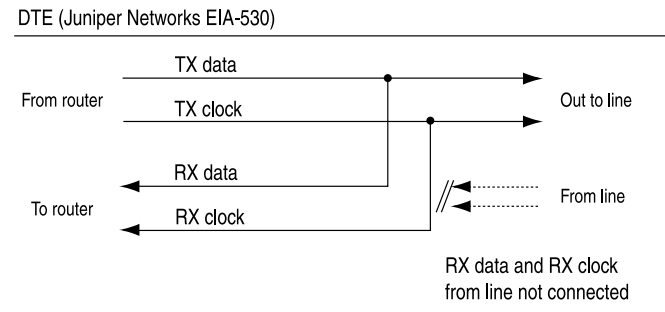 DTE (Juniper Networks EIA-530)
TX data
From router
TX clock
Out to line
RX data
To router
RX clock
From line
RX data and RX clock
from line not connected